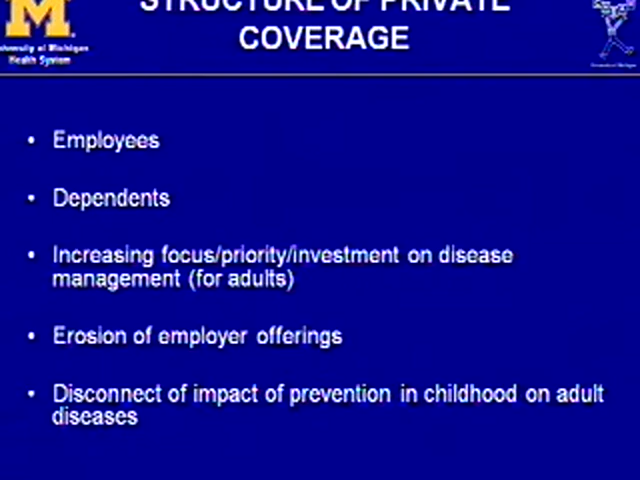 STRUCTURE OF PRIVATE
COVERAGE
M
University of Michigan
Health System
• Employees
• Dependents
• Increasing focus/priority/investment on disease
management (for adults)
• Erosion of employer offerings
• Disconnect of impact of prevention in childhood on adult
diseases